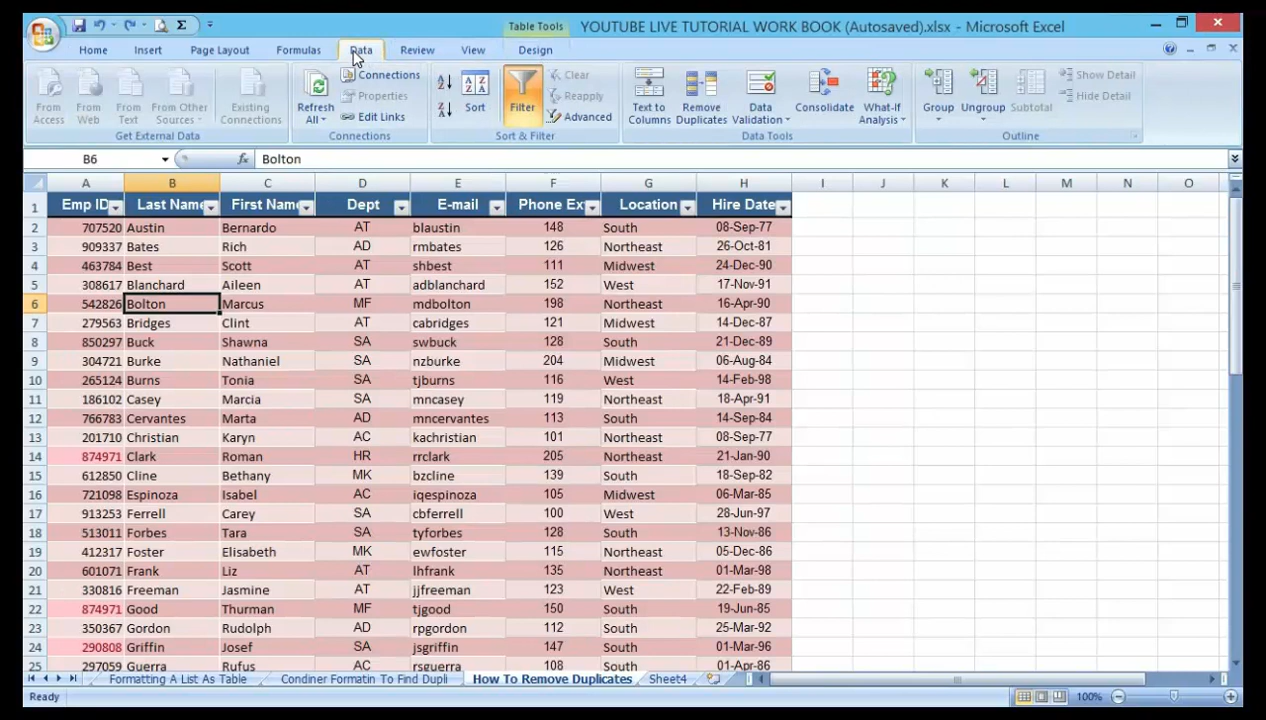 Table Tools YOUTUBE LIVE TUTORIAL WORK BOOK (Autosaved).xlsx - Microsoft Excel
Home Insert Page Layout Formulas Data Review View Design
From Access From Web From Text From Other Sources Existing Connections Refresh All Connections Properties Edit Links Sort Filter Clear Reapply Advanced Text to Columns Remove Duplicates Data Validation Consolidate What-If Analysis Group Ungroup Subtotal Show Detail Hide Detail
Get External Data Connections Sort & Filter Data Tools Outline
B6 fx Bolton
A B C D E F G H I J K L M N O
1 Emp ID Last Name First Name Dept E-mail Phone Ex Location Hire Date
2 707520 Austin Bernardo AT blaustin 148 South 08-Sep-77
3 909337 Bates Rich AD rmbates 126 Northeast 26-Oct-81
4 463784 Best Scott AT shbest 111 Midwest 24-Dec-90
5 308617 Blanchard Aileen AT adblanchard 152 West 17-Nov-91
6 542826 Bolton Marcus MF mdbolton 198 Northeast 16-Apr-90
7 279563 Bridges Clint AT cabridges 121 Midwest 14-Dec-87
8 850297 Buck Shawna SA swbuck 128 South 21-Dec-89
9 304721 Burke Nathaniel SA nzburke 204 Midwest 06-Aug-84
10 265124 Burns Tonia SA tjburns 116 West 14-Feb-98
11 186102 Casey Marcia SA mncasey 119 Northeast 18-Apr-91
12 766783 Cervantes Marta AD mncervantes 113 South 14-Sep-84
13 201710 Christian Karyn AC kachristian 101 Northeast 08-Sep-77
14 874971 Clark Roman HR rrclark 205 Northeast 21-Jan-90
15 612850 Cline Bethany MK bzcline 139 South 18-Sep-82
16 721098 Espinoza Isabel AC iqespinoza 105 Midwest 06-Mar-85
17 913253 Ferrell Carey SA cbferrell 100 West 28-Jun-97
18 513011 Forbes Tara SA tyforbes 128 South 13-Nov-86
19 412317 Foster Elisabeth MK ewfoster 115 Northeast 05-Dec-86
20 601071 Frank Liz AT lhfrank 135 Northeast 01-Mar-98
21 330816 Freeman Jasmine AT jjfreeman 123 West 22-Feb-89
22 874971 Good Thurman MF tjgood 150 South 19-Jun-85
23 350367 Gordon Rudolph AD rpgordon 112 South 25-Mar-92
24 290808 Griffin Josef SA jsgriffin 147 South 01-Mar-96
25 297059 Guerra Rufus AC rsguerra 108 South 01-Apr-86
Formatting A List As Table Condiner Formatin To Find Dupli How To Remove Duplicates Sheet4
Ready 100%